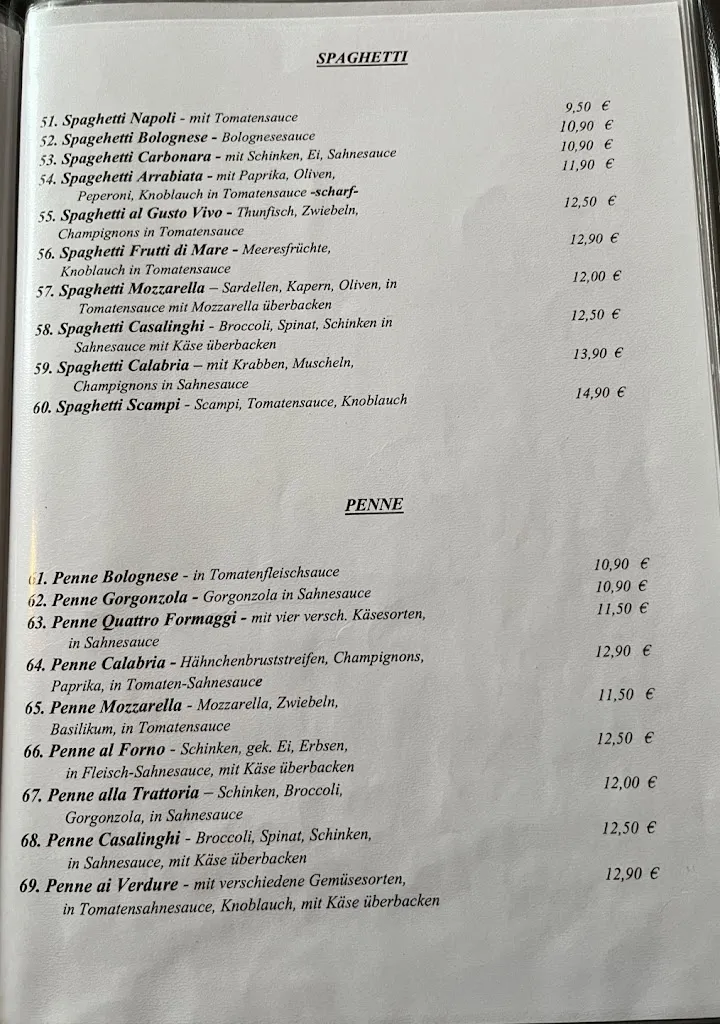 SPAGHETTI
51. Spaghetti Napoli - mit Tomatensauce 9,50 €
52. Spagehetti Bolognese - Bolognesesauce 10,90 €
53. Spagehetti Carbonara - mit Schinken, Ei, Sahnesauce 10,90 €
54. Spagehetti Arrabiata - mit Paprika, Oliven, 11,90 €
Peperoni, Knoblauch in Tomatensauce -scharf-
55. Spaghetti al Gusto Vivo - Thunfisch, Zwiebeln, 12,50 €
Champignons in Tomatensauce
56. Spaghetti Frutti di Mare - Meeresfrüchte, 12,90 €
Knoblauch in Tomatensauce
57. Spaghetti Mozzarella – Sardellen, Kapern, Oliven, in 12,00 €
Tomatensauce mit Mozzarella überbacken
58. Spaghetti Casalinghi - Broccoli, Spinat, Schinken in 12,50 €
Sahnesauce mit Käse überbacken
59. Spaghetti Calabria – mit Krabben, Muscheln, 13,90 €
Champignons in Sahnesauce
60. Spaghetti Scampi - Scampi, Tomatensauce, Knoblauch 14,90 €
PENNE
61. Penne Bolognese - in Tomatenfleischsauce 10,90 €
62. Penne Gorgonzola - Gorgonzola in Sahnesauce 10,90 €
63. Penne Quattro Formaggi - mit vier versch. Käsesorten, 11,50 €
in Sahnesauce
64. Penne Calabria - Hähnchenbruststreifen, Champignons, 12,90 €
Paprika, in Tomaten-Sahnesauce
65. Penne Mozzarella - Mozzarella, Zwiebeln, 11,50 €
Basilikum, in Tomatensauce
66. Penne al Forno - Schinken, gek. Ei, Erbsen, 12,50 €
in Fleisch-Sahnesauce, mit Käse überbacken
67. Penne alla Trattoria – Schinken, Broccoli, 12,00 €
Gorgonzola, in Sahnesauce
68. Penne Casalinghi - Broccoli, Spinat, Schinken, 12,50 €
in Sahnesauce, mit Käse überbacken
69. Penne ai Verdure - mit verschiedene Gemüsesorten, 12,90 €
in Tomatensahnesauce, Knoblauch, mit Käse überbacken